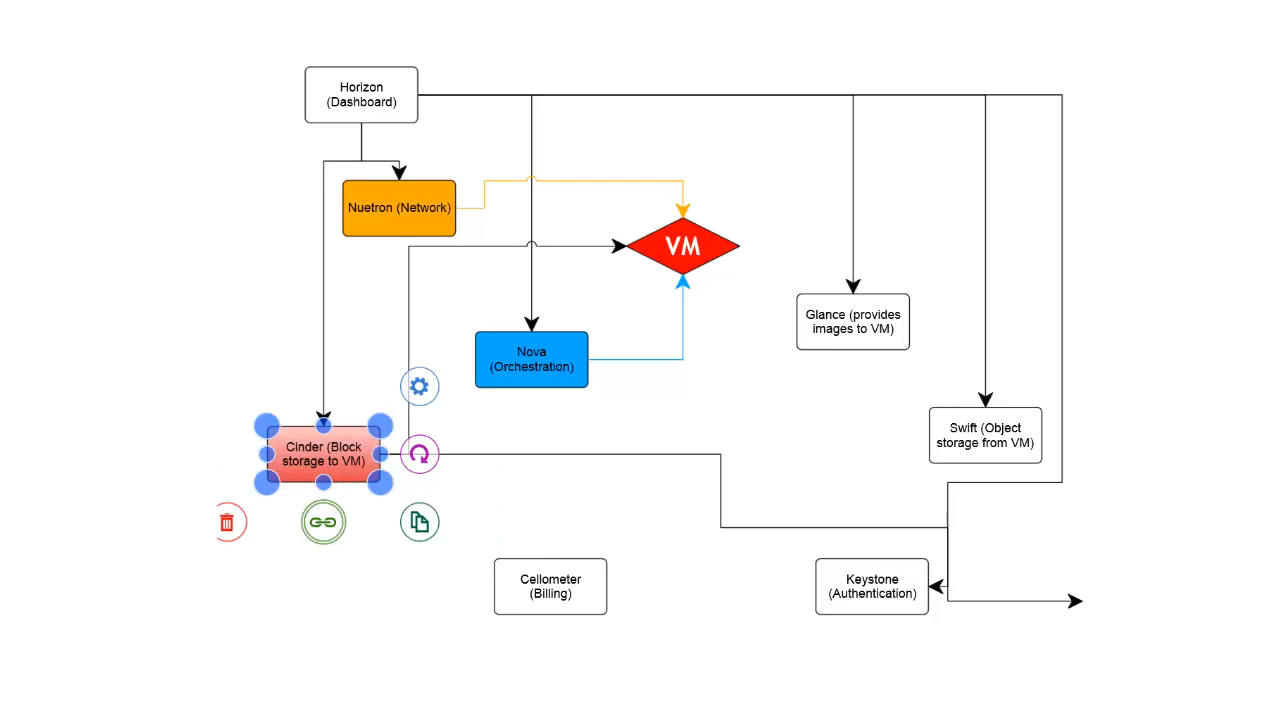 Horizon
(Dashboard)
Nuetron (Network)
VM
Glance (provides
images to VM)
Nova
(Orchestration)
Swift (Object
storage from VM)
Cinder (Block
storage to VM)
Cellometer
(Billing)
Keystone
(Authentication)